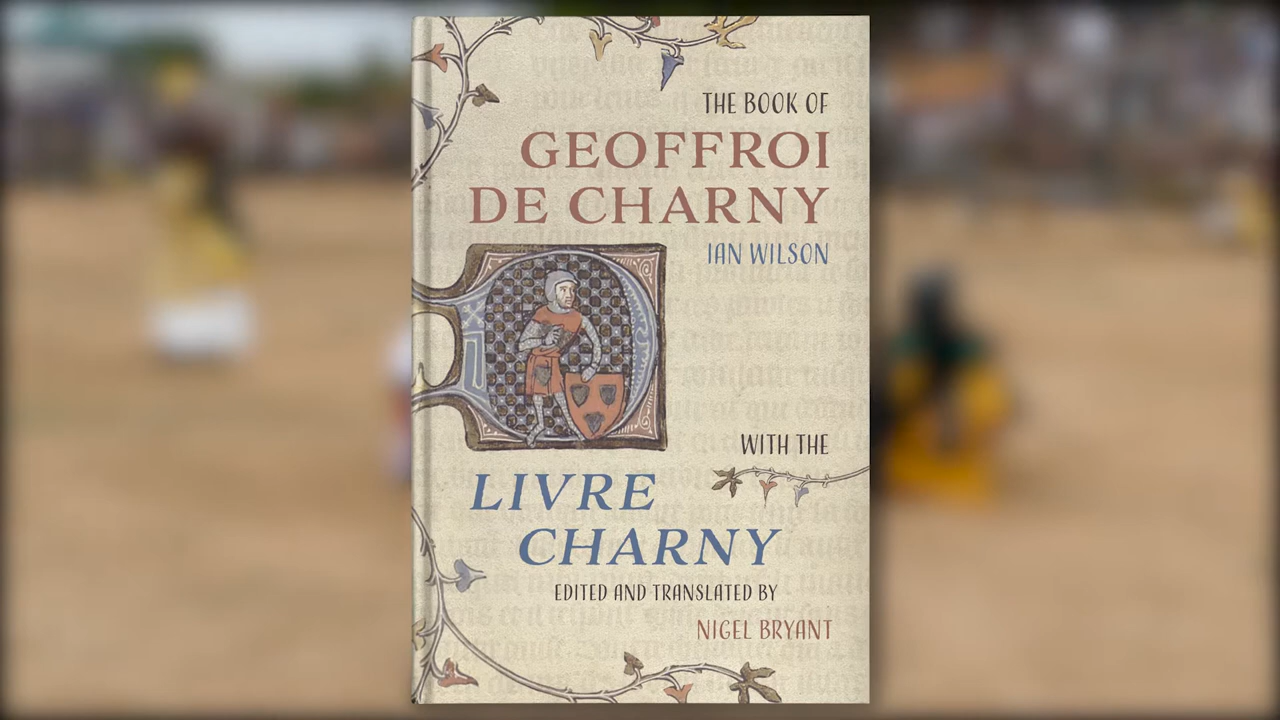 THE BOOK OF
GEOFFROI
DE CHARNY
IAN WILSON
WITH THE
LIVRE
CHARNY
EDITED AND TRANSLATED BY
NIGEL BRYANT